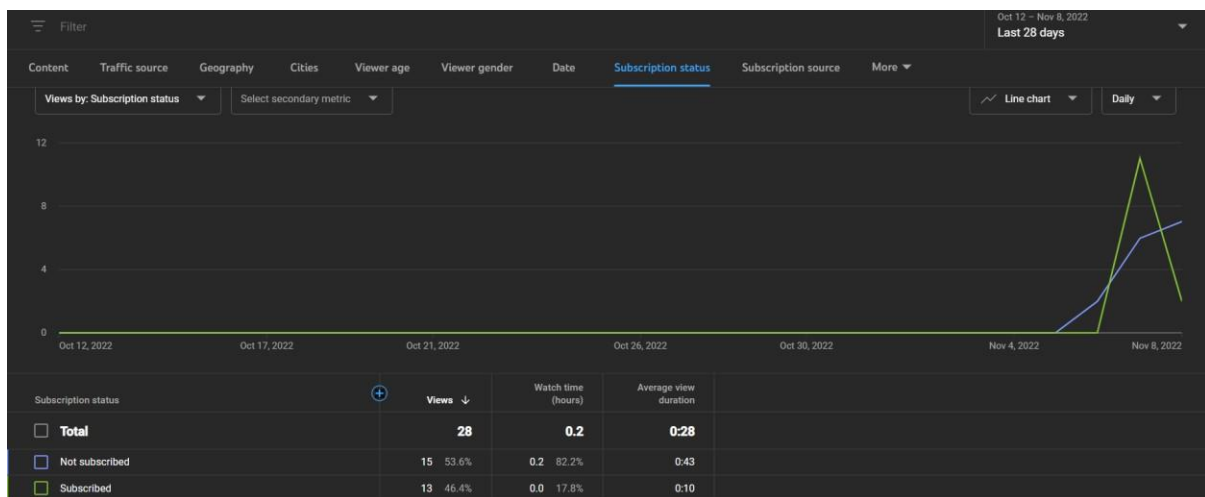 Filter
Oct 12 – Nov 8, 2022
Last 28 days
Content Traffic source Geography Cities Viewer age Viewer gender Date Subscription status Subscription source More
Views by: Subscription status Select secondary metric Line chart Daily
12
8
4
0
Oct 12, 2022 Oct 17, 2022 Oct 21, 2022 Oct 26, 2022 Oct 30, 2022 Nov 4, 2022 Nov 8, 2022
Subscription status Views Watch time (hours) Average view duration
Total 28 0.2 0:28
Not subscribed 15 53.6% 0.2 82.2% 0:43
Subscribed 13 46.4% 0.0 17.8% 0:10